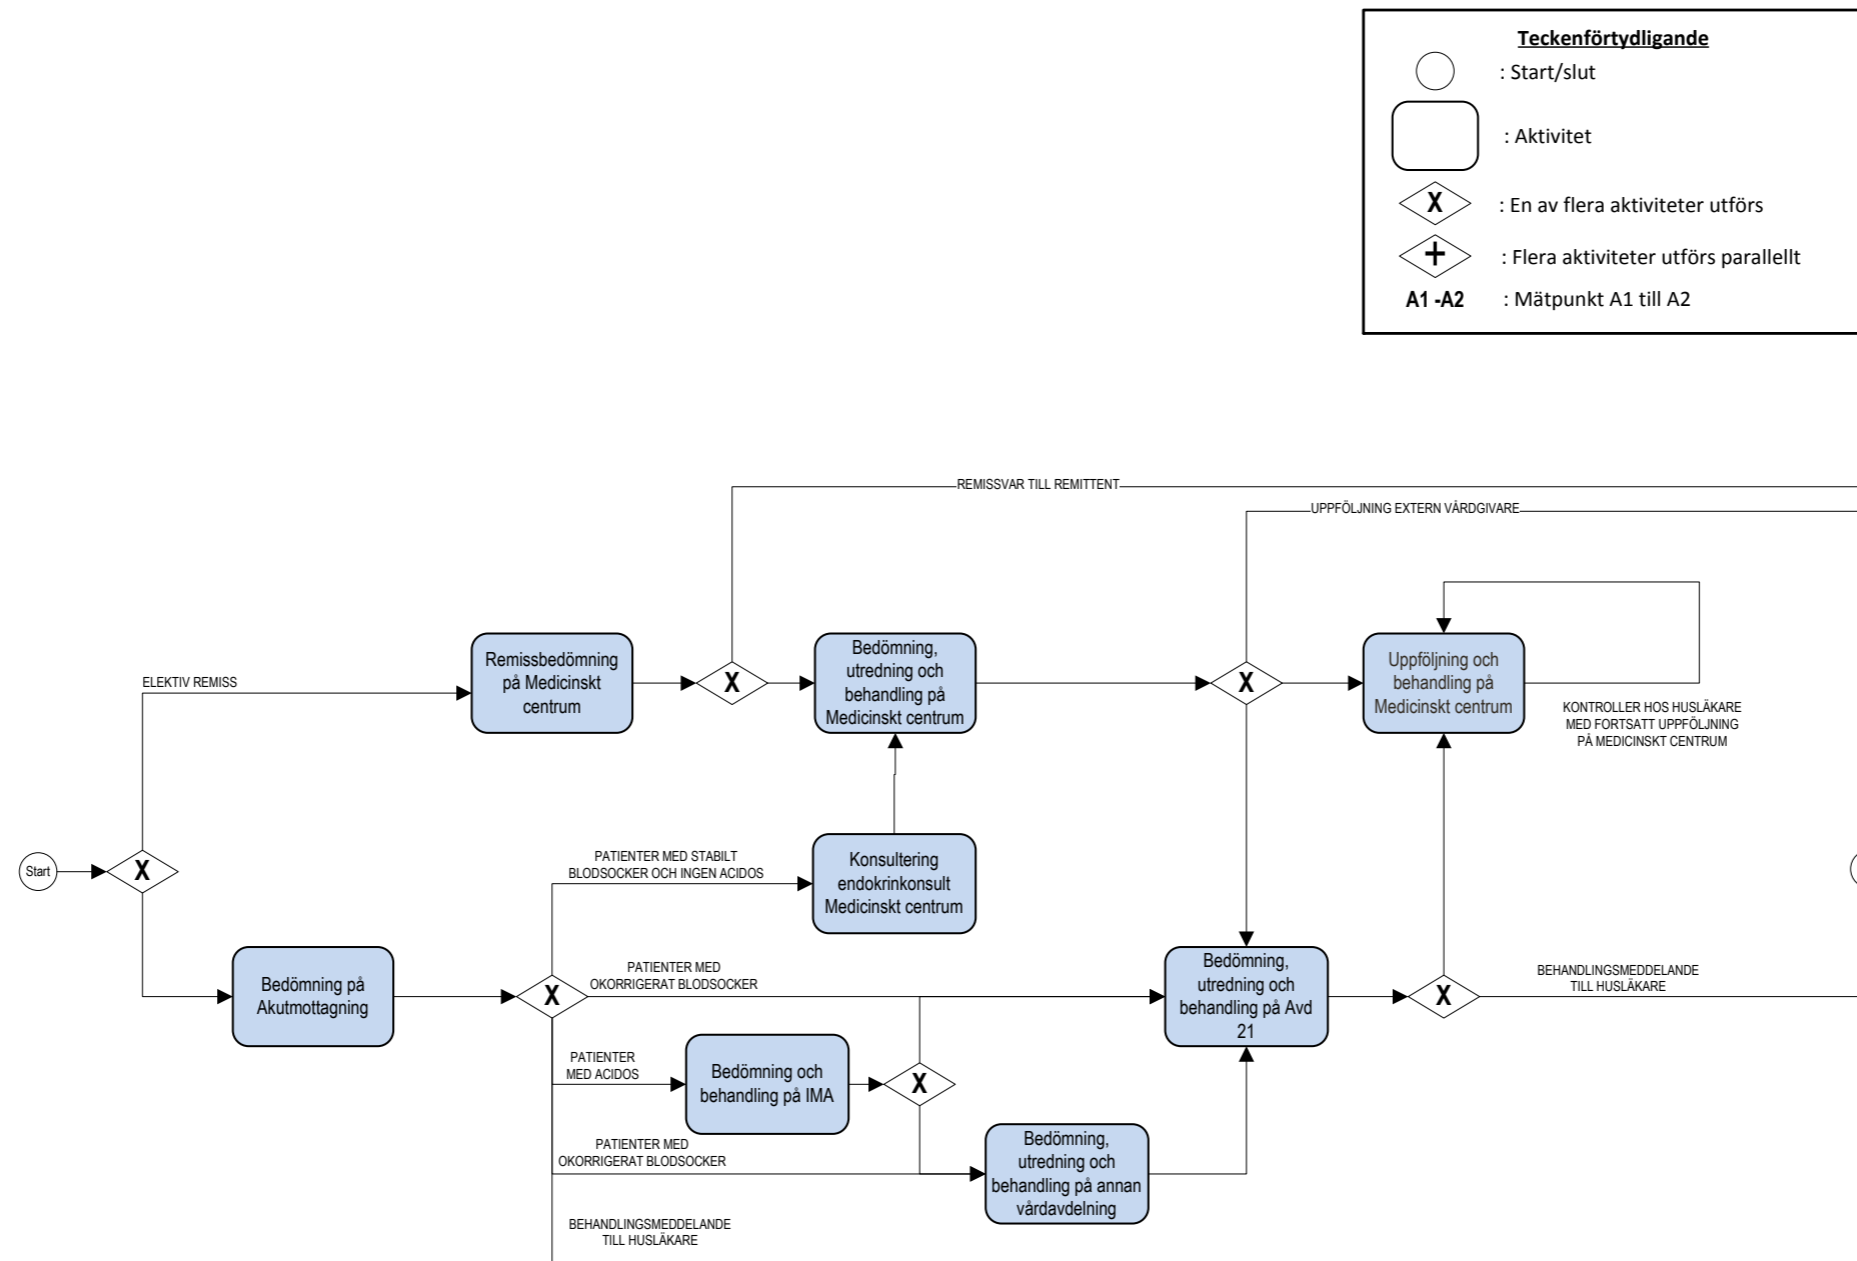 Teckenförtydligande
: Start/slut
: Aktivitet
X
: En av flera aktiviteter utförs
+
: Flera aktiviteter utförs parallellt
A1 -A2
: Mätpunkt A1 till A2
REMISSVAR TILL REMITTENT
UPPFÖLJNING EXTERN VÅRDGIVARE
ELEKTIV REMISS
Remissbedömning
på Medicinskt
centrum
X
Bedömning,
utredning och
behandling på
Medicinskt centrum
X
Uppföljning och
behandling på
Medicinskt centrum
KONTROLLER HOS HUSLÄKARE
MED FORTSATT UPPFÖLJNING
PÅ MEDICINSKT CENTRUM
Start
X
PATIENTER MED STABILT
BLODSOCKER OCH INGEN ACIDOS
Konsultering
endokrinkonsult
Medicinskt centrum
Bedömning på
Akutmottagning
X
PATIENTER MED
OKORRIGERAT BLODSOCKER
Bedömning,
utredning och
behandling på Avd
21
X
BEHANDLINGSMEDDELANDE
TILL HUSLÄKARE
PATIENTER
MED ACIDOS
Bedömning och
behandling på IMA
X
PATIENTER MED
OKORRIGERAT BLODSOCKER
Bedömning,
utredning och
behandling på annan
vårdavdelning
BEHANDLINGSMEDDELANDE
TILL HUSLÄKARE